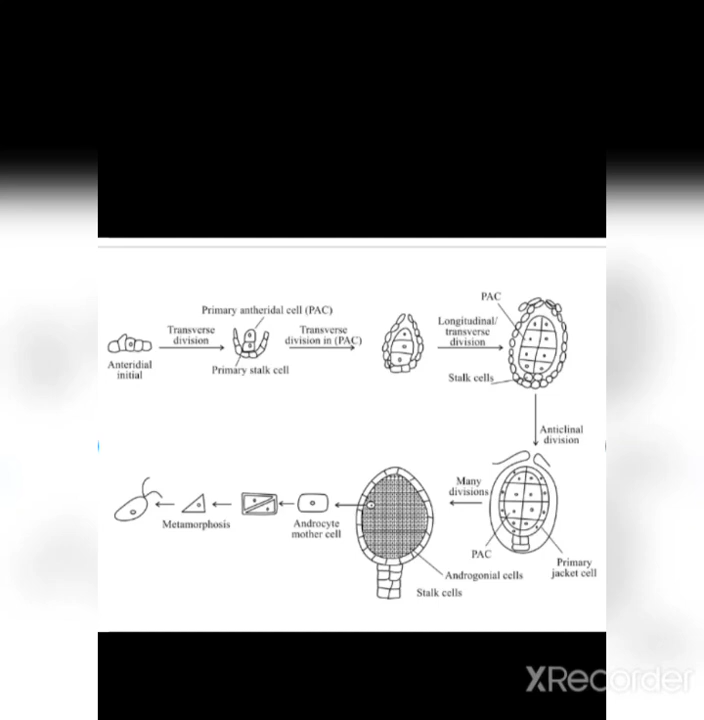 Primary antheridal cell (PAC)
Transverse
division
Transverse
division in (PAC)
Anteridial
initial
Primary stalk cell
PAC
Longitudinal/
transverse
division
Stalk cells
Anticlinal
division
Many
divisions
PAC
Primary
jacket cell
Androgonial cells
Stalk cells
Androcyte
mother cell
Metamorphosis
XRecorder